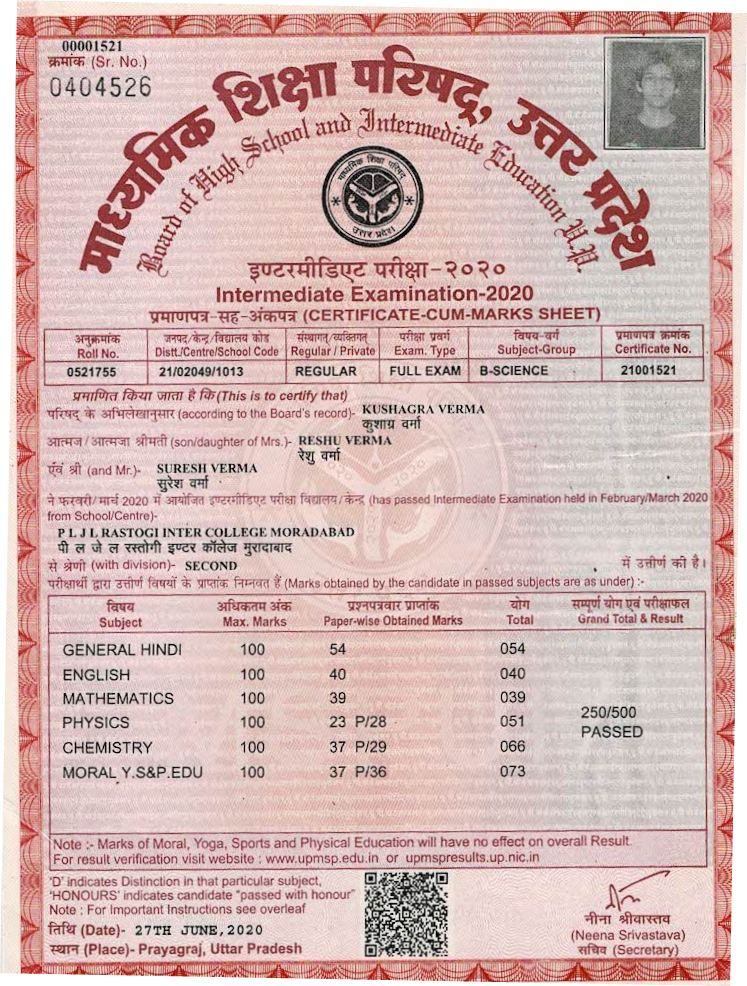 00001521
क्रमांक (Sr. No.)
0404526
माध्यमिक शिक्षा परिषद्, उत्तर प्रदेश
Board of High School and Intermediate Education U.P.
माध्यमिक शिक्षा परिषद
उत्तर प्रदेश
इण्टरमीडिएट परीक्षा-२०२०
Intermediate Examination-2020
प्रमाणपत्र-सह-अंकपत्र (CERTIFICATE-CUM-MARKS SHEET)
अनुक्रमांक जनपद/केन्द्र/विद्यालय कोड संस्थागत/व्यक्तिगत परीक्षा प्रवर्ग विषय-वर्ग प्रमाणपत्र क्रमांक
Roll No. Distt./Centre/School Code Regular / Private Exam. Type Subject-Group Certificate No.
0521755 21/02049/1013 REGULAR FULL EXAM B-SCIENCE 21001521
प्रमाणित किया जाता है कि (This is to certify that)
परिषद् के अभिलेखानुसार (according to the Board's record)- KUSHAGRA VERMA
कुशाग्र वर्मा
आत्मज/आत्मजा श्रीमती (son/daughter of Mrs.)- RESHU VERMA
रेशु वर्मा
एंव श्री (and Mr.)- SURESH VERMA
सुरेश वर्मा
ने फरवरी/मार्च 2020 में आयोजित इण्टरमीडिएट परीक्षा विद्यालय/केन्द्र (has passed Intermediate Examination held in February/March 2020
from School/Centre)-
P L J L RASTOGI INTER COLLEGE MORADABAD
पी ल जे ल रस्तोगी इण्टर कॉलेज मुरादाबाद
से श्रेणी (with division)- SECOND में उत्तीर्ण की है।
परीक्षार्थी द्वारा उत्तीर्ण विषयों के प्राप्तांक निम्नवत हैं (Marks obtained by the candidate in passed subjects are as under) :-
विषय अधिकतम अंक प्रश्नपत्रवार प्राप्तांक योग सम्पूर्ण योग एवं परीक्षाफल
Subject Max. Marks Paper-wise Obtained Marks Total Grand Total & Result
GENERAL HINDI 100 54 054
ENGLISH 100 40 040
MATHEMATICS 100 39 039
250/500
PHYSICS 100 23 P/28 051
PASSED
CHEMISTRY 100 37 P/29 066
MORAL Y.S&P.EDU 100 37 P/36 073
Note :- Marks of Moral, Yoga, Sports and Physical Education will have no effect on overall Result.
For result verification visit website : www.upmsp.edu.in or upmspresults.up.nic.in
'D' indicates Distinction in that particular subject,
'HONOURS' indicates candidate "passed with honour"
Note : For Important Instructions see overleaf
तिथि (Date)- 27TH JUNE,2020
स्थान (Place)- Prayagraj, Uttar Pradesh
नीना श्रीवास्तव
(Neena Srivastava)
सचिव (Secretary)